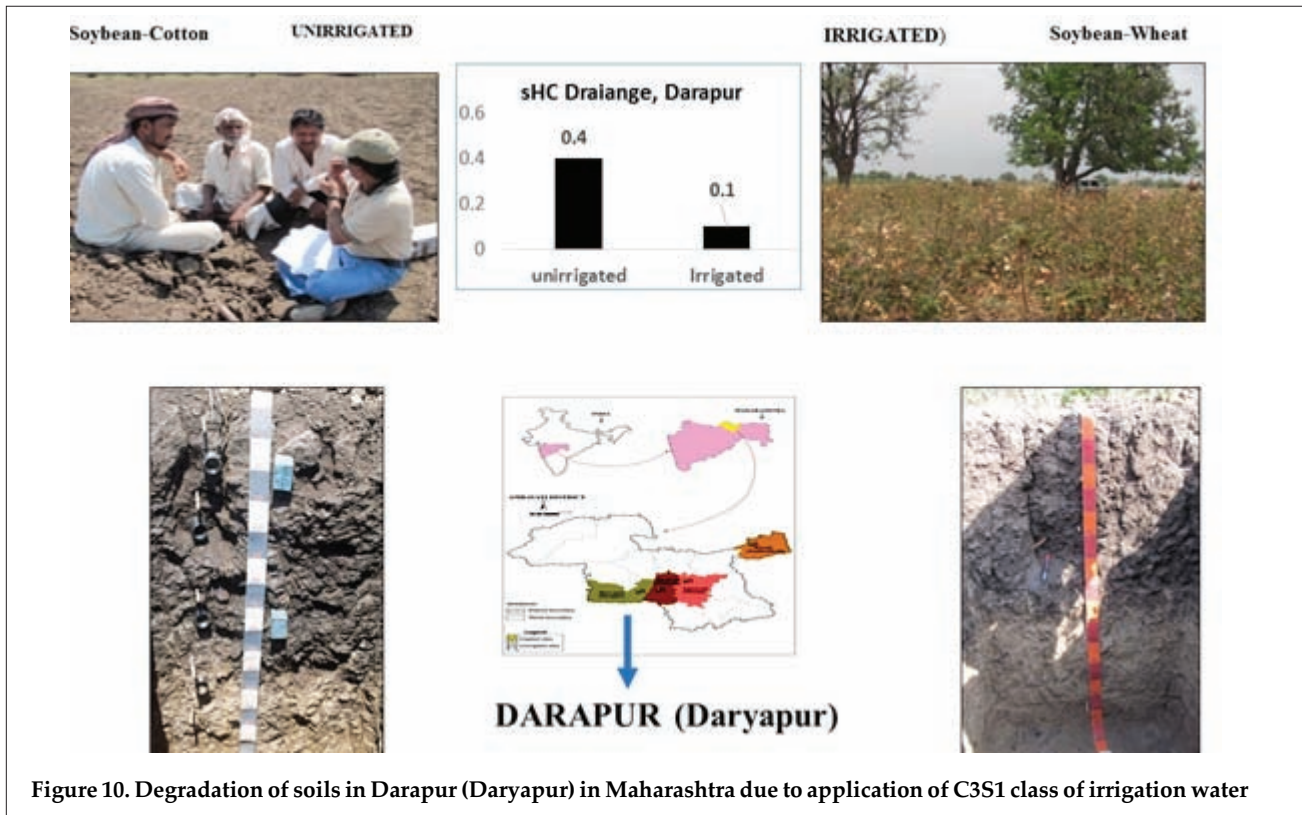 Soybean-Cotton UNIRRIGATED IRRIGATED) Soybean-Wheat
sHC Draiange, Darapur
0.6
0.4
0.2
0
0.4
0.1
unirrigated
Irrigated
INDIA
MAHARASHTRA
DARAPUR (Daryapur)
Figure 10. Degradation of soils in Darapur (Daryapur) in Maharashtra due to application of C3S1 class of irrigation water